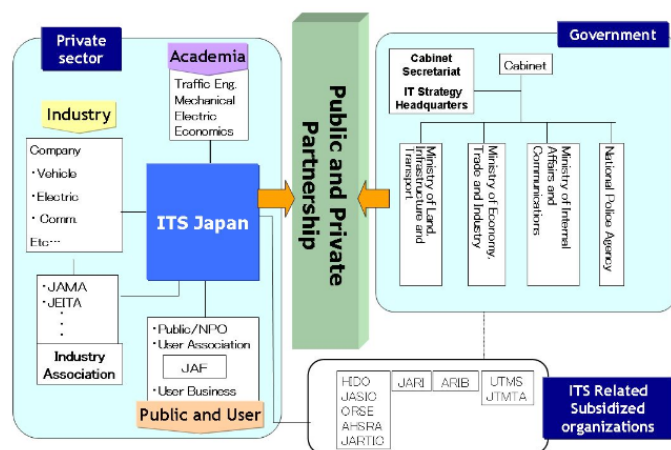 Private
sector
Academia
Traffic Eng.
Mechanical
Electric
Economics
Industry
Company
・Vehicle
・Electric
・Comm.
Etc…
ITS Japan
・JAMA
・JEITA
・
・
・
Industry
Association
・Public/NPO
・User Association
JAF
・User Business
Public and User
Public and Private
Partnership
Government
Cabinet
Secretariat
IT Strategy
Headquarters
Cabinet
Ministry of Land,
Infrastructure and
Transport
Ministry of Economy,
Trade and Industry
Ministry of Internal
Affairs and
Communications
National Police Agency
HIDO
JASIC
ORSE
AHSRA
JARTIC
JARI
ARIB
UTMS
JTMTA
ITS Related
Subsidized
organizations